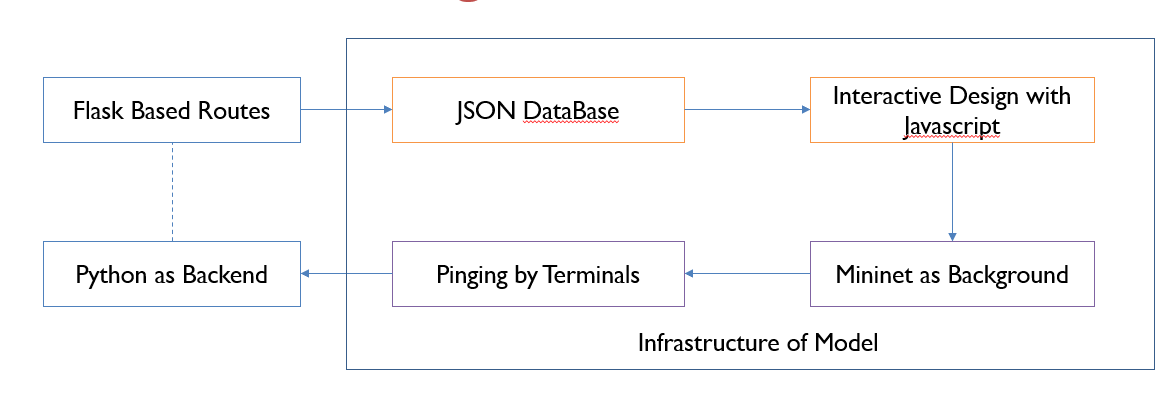 Flask Based Routes
JSON DataBase
Interactive Design with
Javascript
Python as Backend
Pinging by Terminals
Mininet as Background
Infrastructure of Model